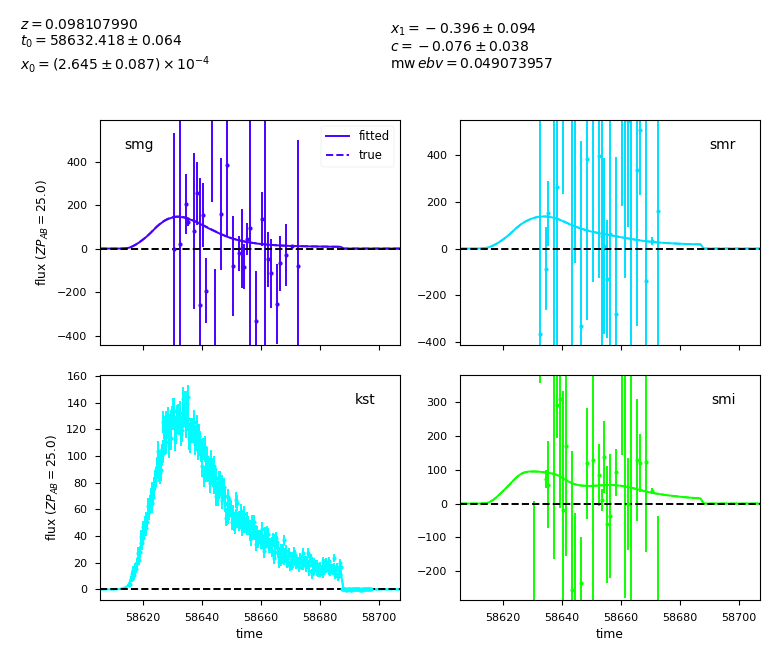 z = 0.098107990
t0 = 58632.418 ± 0.064
x0 = (2.645 ± 0.087) × 10^-4
x1 = −0.396 ± 0.094
c = −0.076 ± 0.038
mw ebv = 0.049073957
smg
fitted
true
400
200
0
−200
−400
flux (ZP_AB = 25.0)
smr
400
200
0
−200
−400
kst
160
140
120
100
80
60
40
20
0
flux (ZP_AB = 25.0)
58620 58640 58660 58680 58700
time
smi
300
200
100
0
−100
−200
58620 58640 58660 58680 58700
time